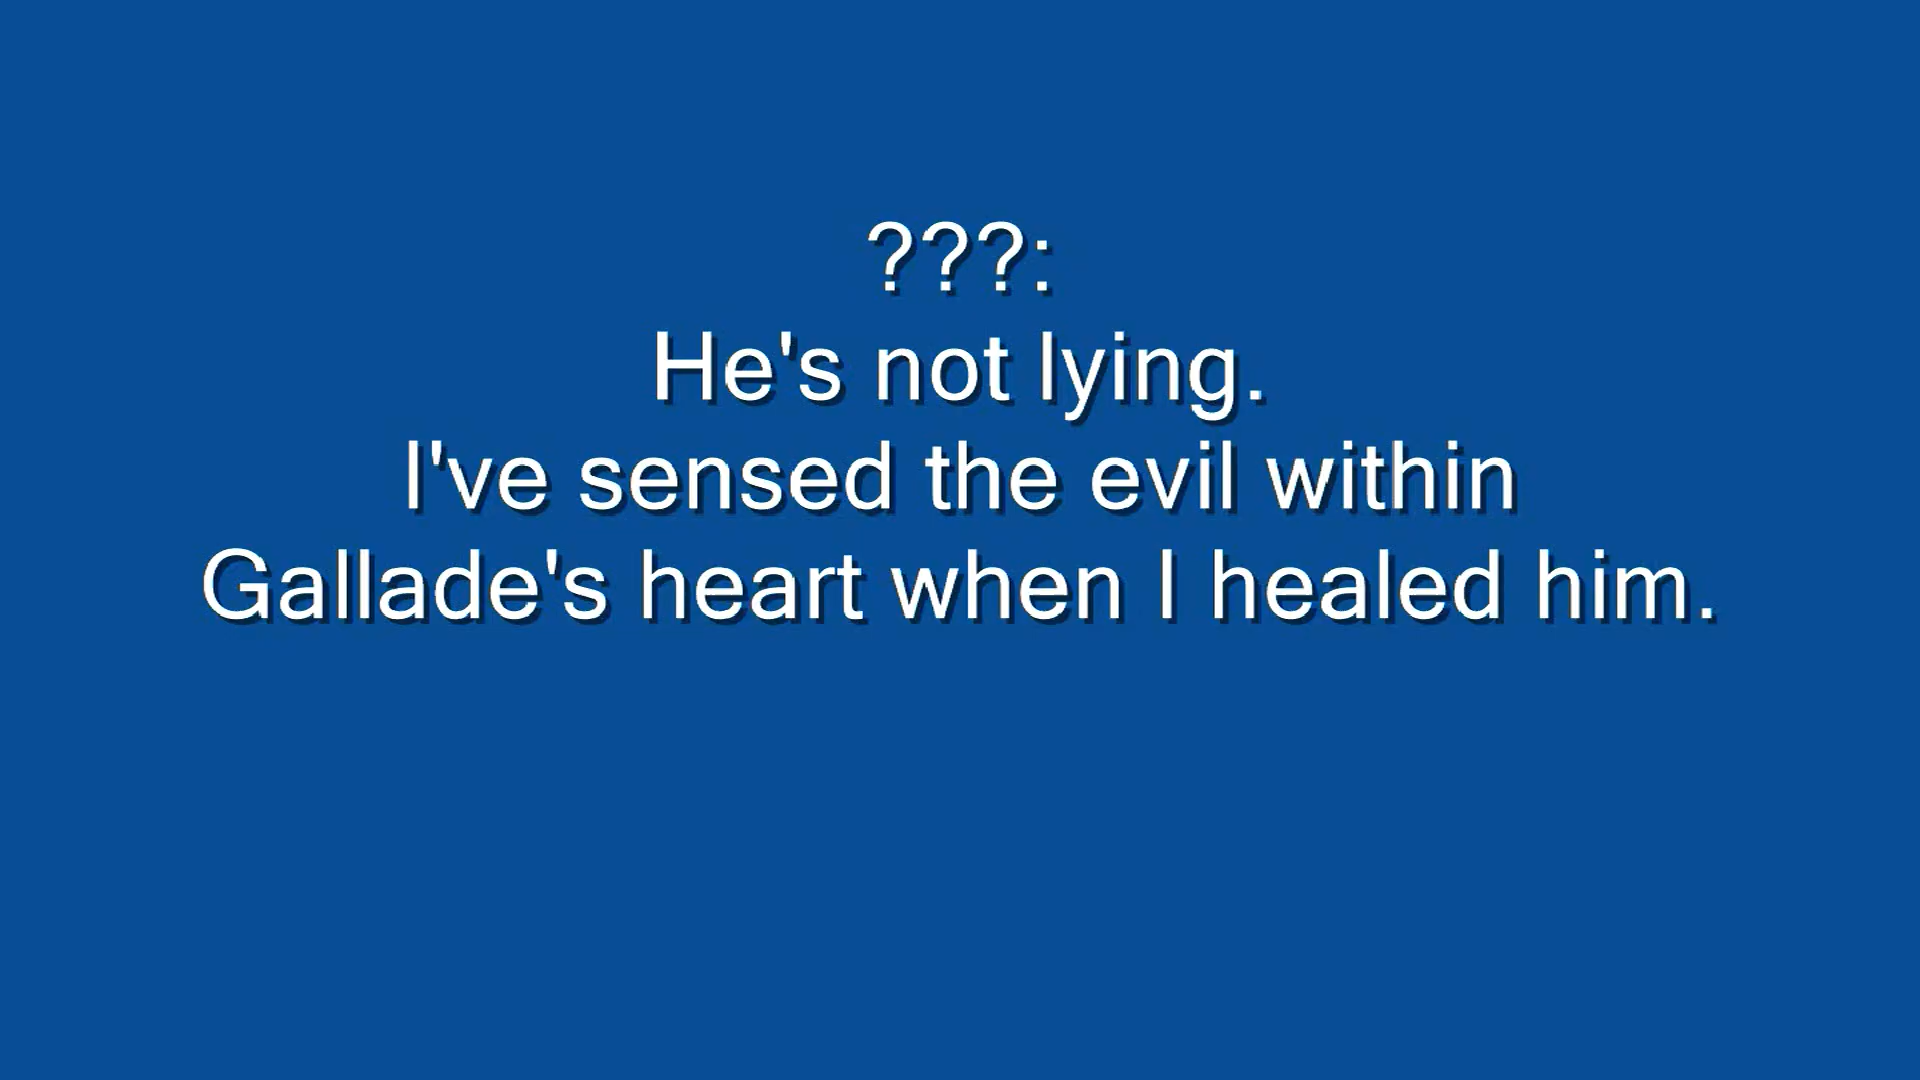 ???:
He's not lying.
I've sensed the evil within
Gallade's heart when I healed him.